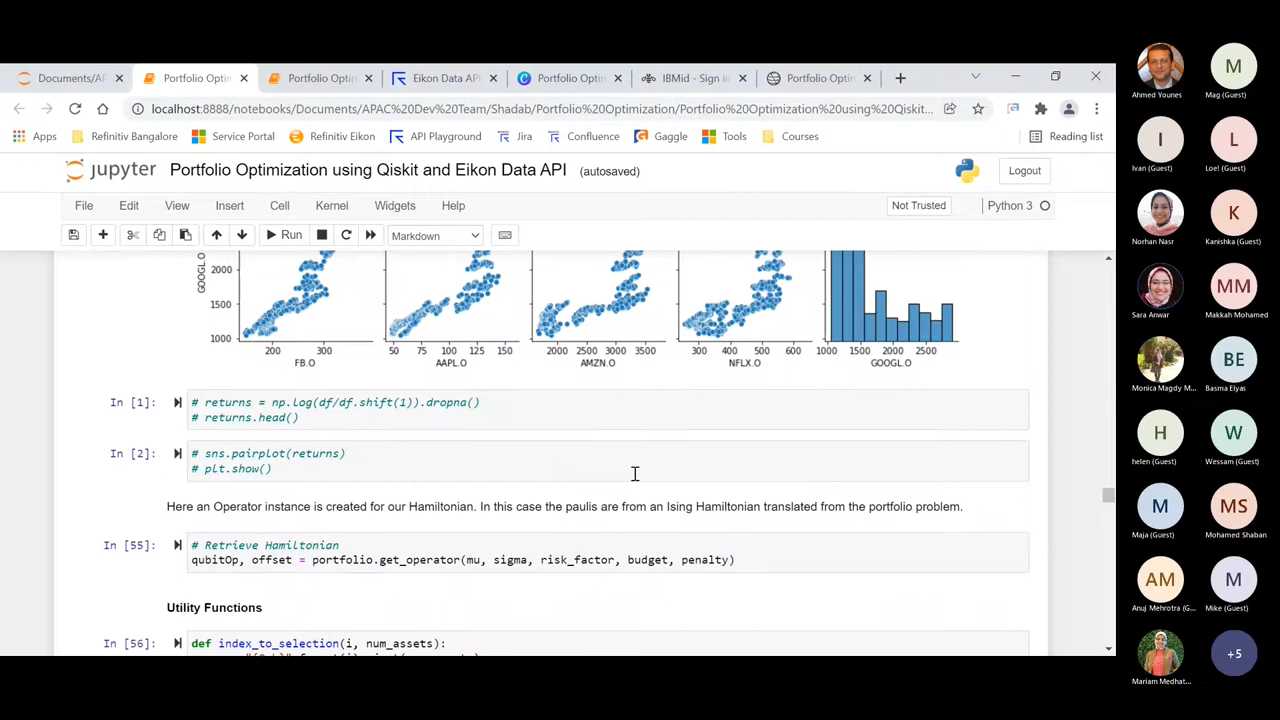 Documents/AP
Portfolio Optin
Portfolio Optim
Eikon Data API
Portfolio Optim
IBMid - Sign in
Portfolio Optim
localhost:8888/notebooks/Documents/APAC%20Dev%20Team/Shadab/Portfolio%20Optimization/Portfolio%20Optimization%20using%20Qiskit...
Apps
Refinitiv Bangalore
Service Portal
Refinitiv Eikon
API Playground
Jira
Confluence
Kaggle
Tools
Courses
Reading list
jupyter
Portfolio Optimization using Qiskit and Eikon Data API (autosaved)
Logout
File Edit View Insert Cell Kernel Widgets Help
Not Trusted
Python 3
Run
Markdown
GOOGL.O
2000
1500
1000
200 300
50 75 100 125 150
2000 2500 3000 3500
300 400 500 600
1000 1500 2000 2500
FB.O
AAPL.O
AMZN.O
NFLX.O
GOOGL.O
In [1]:
# returns = np.log(df/df.shift(1)).dropna()
# returns.head()
In [2]:
# sns.pairplot(returns)
# plt.show()
Here an Operator instance is created for our Hamiltonian. In this case the paulis are from an Ising Hamiltonian translated from the portfolio problem.
In [55]:
# Retrieve Hamiltonian
qubitOp, offset = portfolio.get_operator(mu, sigma, risk_factor, budget, penalty)
Utility Functions
In [56]:
def index_to_selection(i, num_assets):
Ahmed Younes
M
Mag (Guest)
I
Ivan (Guest)
L
Loel (Guest)
Norhan Nasr
K
Kanishka (Guest)
Sara Anwar
MM
Makkah Mohamed
Monica Magdy M...
BE
Basma Elyas
H
helen (Guest)
W
Wessam (Guest)
M
Maja (Guest)
MS
Mohamed Shaban
AM
Anuj Mehrotra (G...
M
Mike (Guest)
Mariam Medhat...
+5